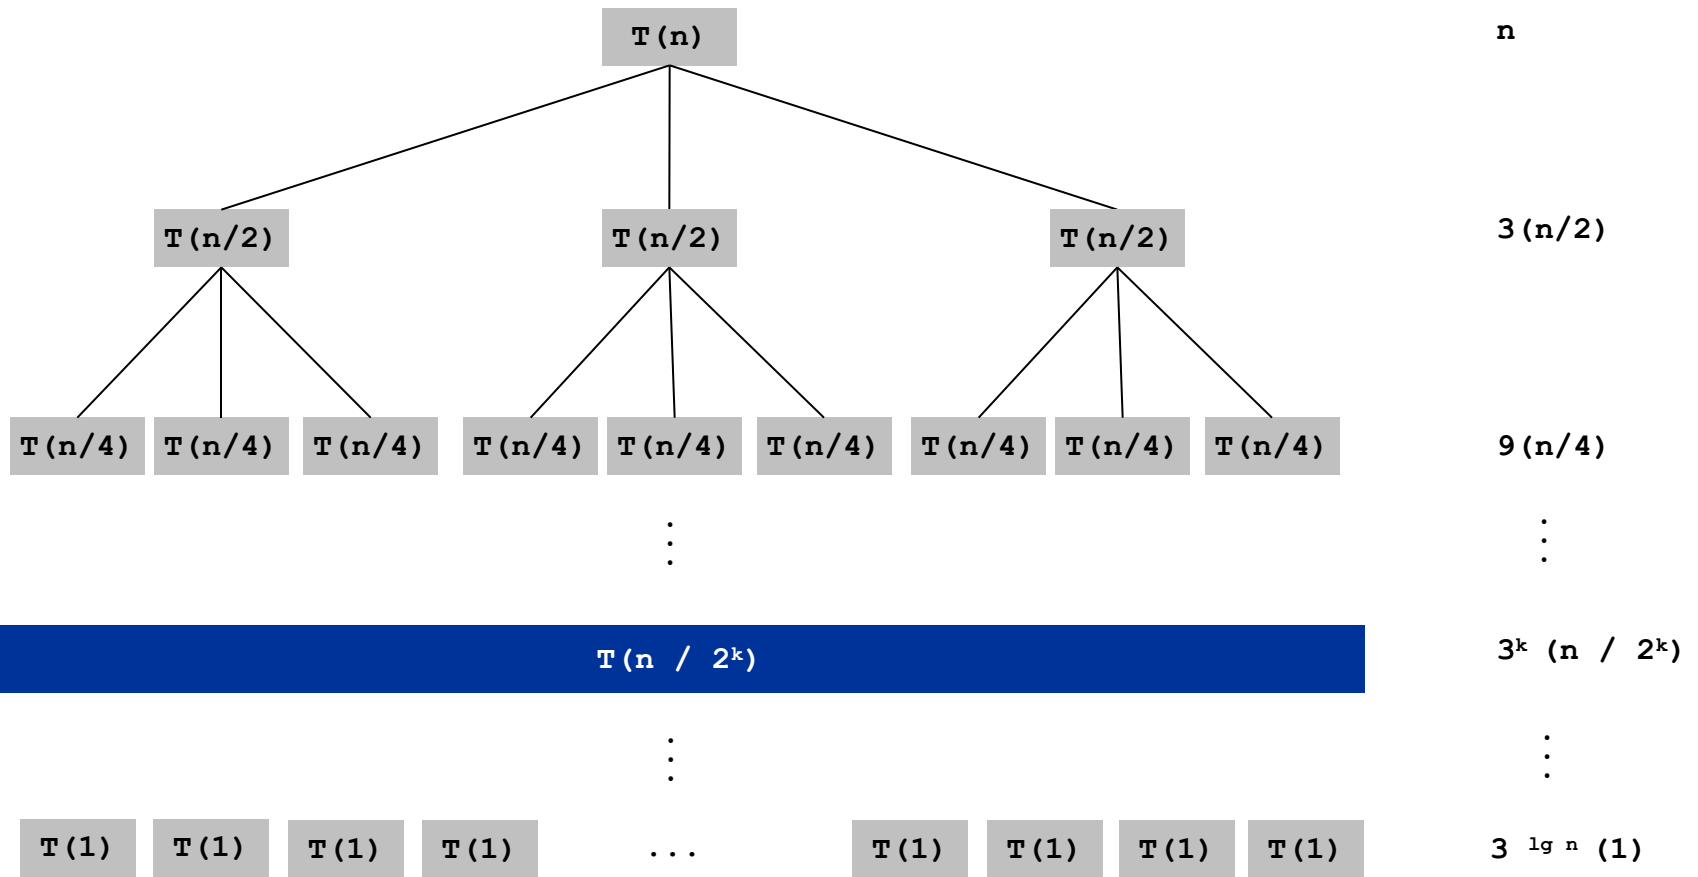 T(n) n
T(n/2) T(n/2) T(n/2) 3(n/2)
T(n/4) T(n/4) T(n/4) T(n/4) T(n/4) T(n/4) T(n/4) T(n/4) T(n/4) 9(n/4)
T(n / 2ᵏ) 3ᵏ (n / 2ᵏ)
T(1) T(1) T(1) T(1) ... T(1) T(1) T(1) T(1) 3 ˡᵍ ⁿ (1)